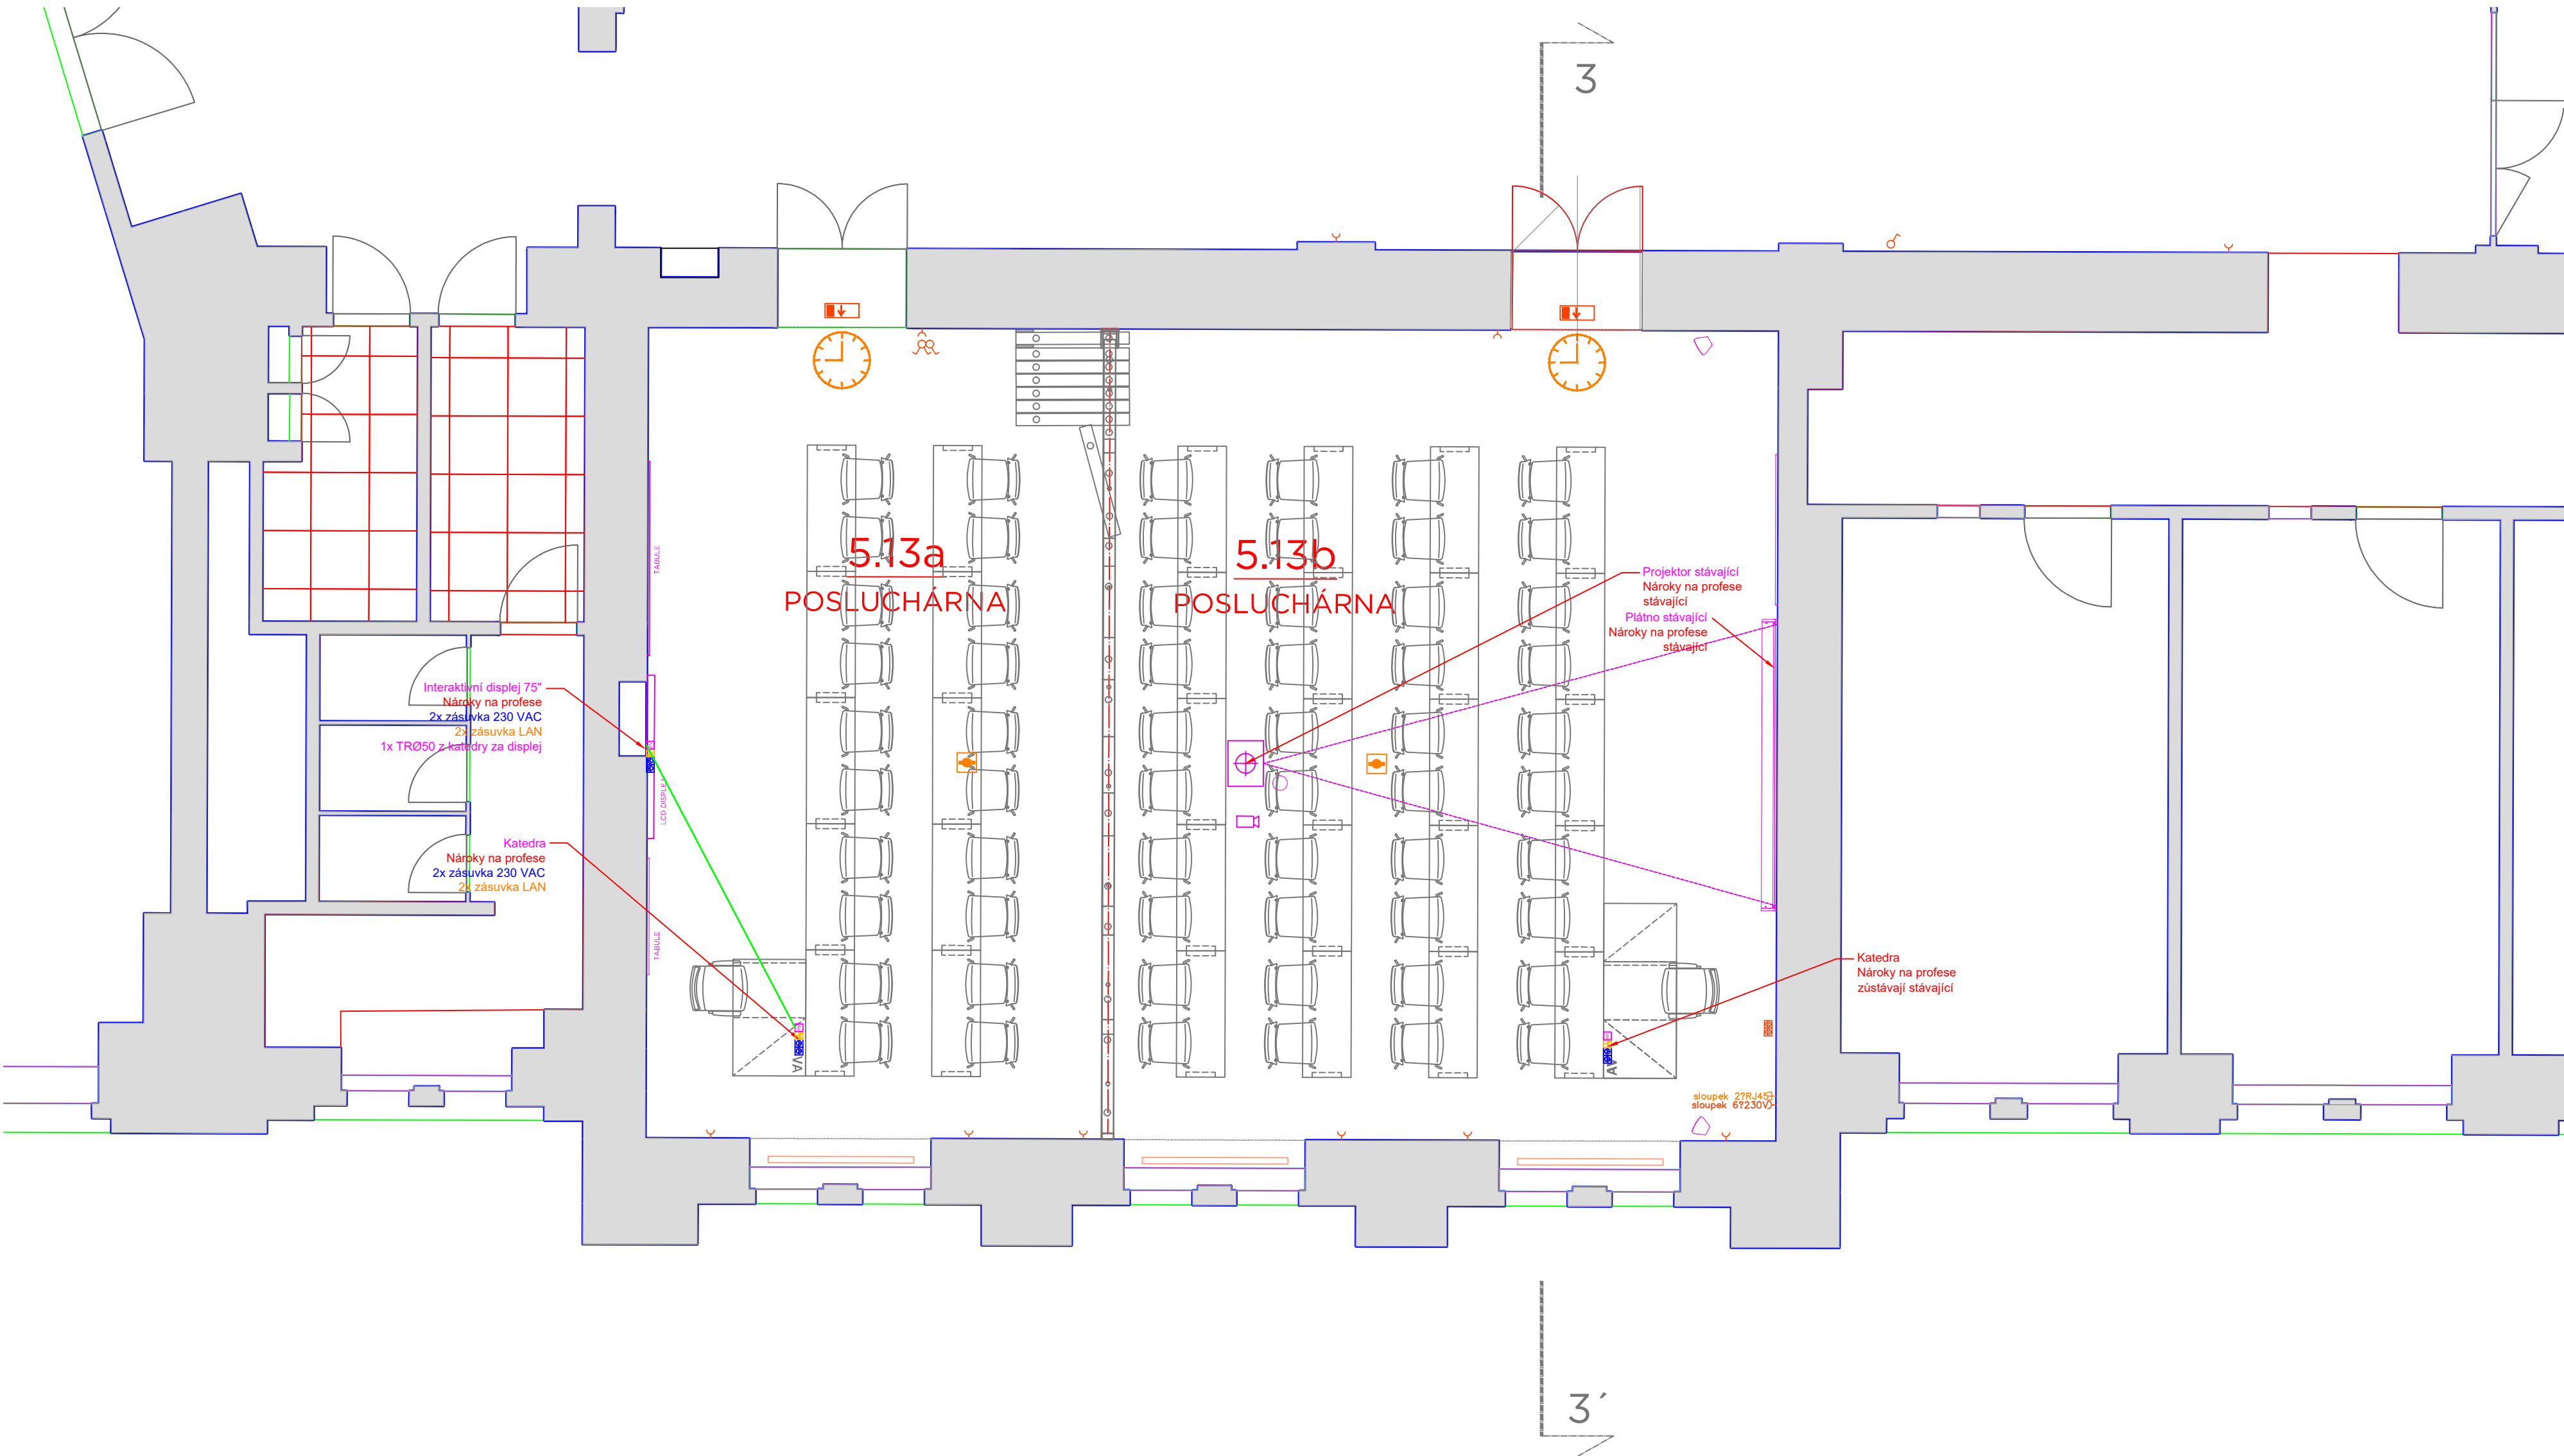 3
5.13a
POSLUCHÁRNA
5.13b
POSLUCHÁRNA
TABULE
Projektor stávající
Nároky na profese
stávající
Plátno stávající
Nároky na profese
stávající
Interaktivní displej 75"
Nároky na profese
2x zásuvka 230 VAC
2x zásuvka LAN
1x TRØ50 z katedry za displej
LCD DISPLEJ
Katedra
Nároky na profese
2x zásuvka 230 VAC
2x zásuvka LAN
TABULE
Katedra
Nároky na profese
zůstávají stávající
AV
AV
sloupek 2?RJ45
sloupek 6?230V
3´